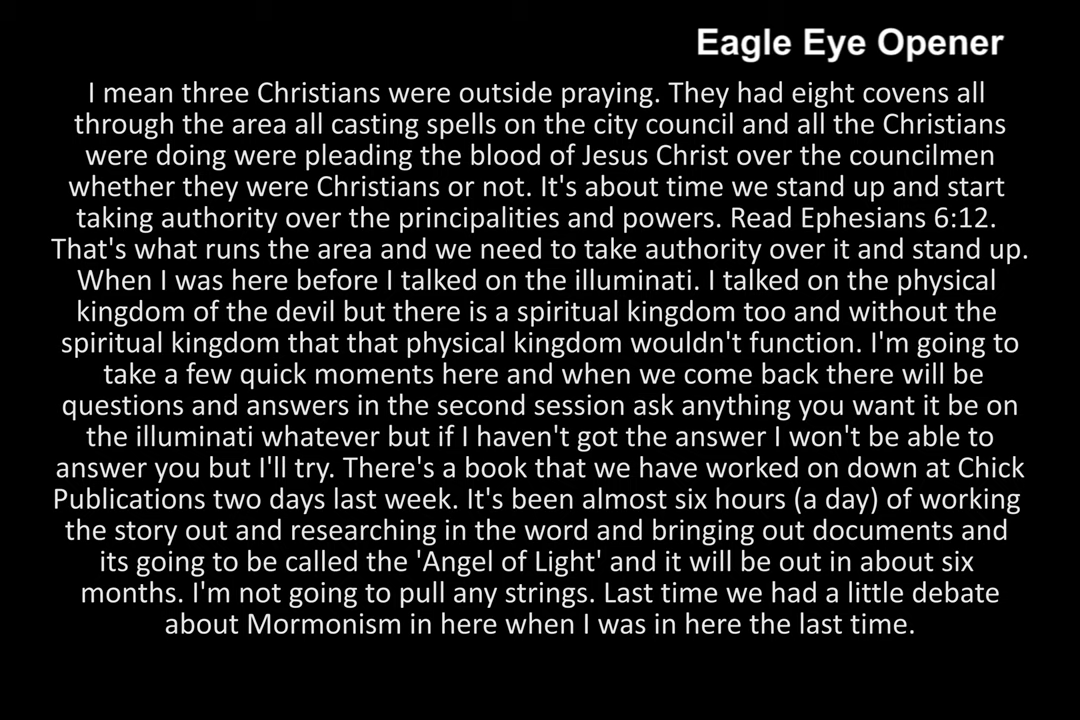 Eagle Eye Opener
I mean three Christians were outside praying. They had eight covens all
through the area all casting spells on the city council and all the Christians
were doing were pleading the blood of Jesus Christ over the councilmen
whether they were Christians or not. It's about time we stand up and start
taking authority over the principalities and powers. Read Ephesians 6:12.
That's what runs the area and we need to take authority over it and stand up.
When I was here before I talked on the illuminati. I talked on the physical
kingdom of the devil but there is a spiritual kingdom too and without the
spiritual kingdom that that physical kingdom wouldn't function. I'm going to
take a few quick moments here and when we come back there will be
questions and answers in the second session ask anything you want it be on
the illuminati whatever but if I haven't got the answer I won't be able to
answer you but I'll try. There's a book that we have worked on down at Chick
Publications two days last week. It's been almost six hours (a day) of working
the story out and researching in the word and bringing out documents and
its going to be called the 'Angel of Light' and it will be out in about six
months. I'm not going to pull any strings. Last time we had a little debate
about Mormonism in here when I was in here the last time.